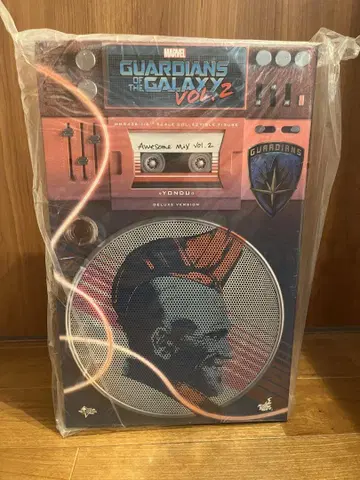 MARVEL
GUARDIANS
OF THE GALAXY
VOL.2
AWESOME MIX VOL.2
GUARDIANS
YONDU
DELUXE VERSION